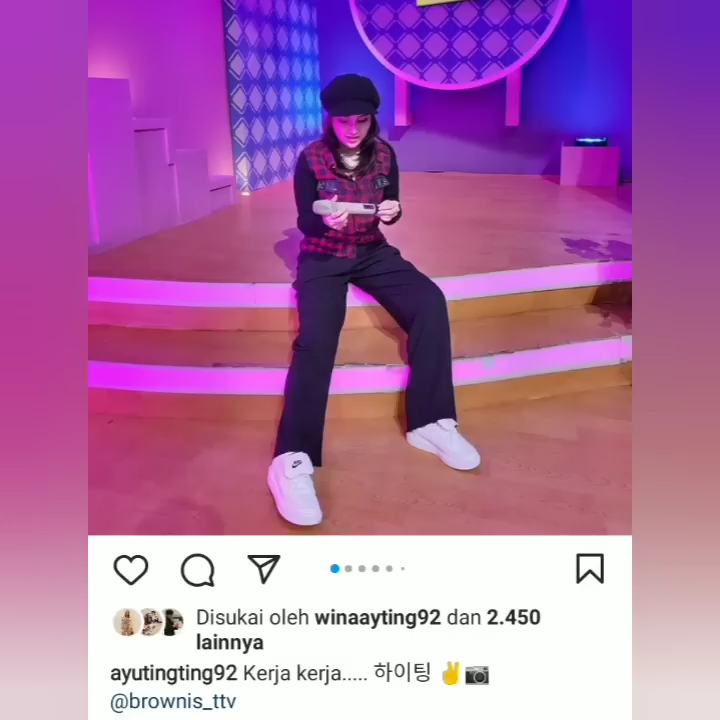 Disukai oleh winaayting92 dan 2.450
lainnya
ayutingting92 Kerja kerja..... 하이팅 ✌️📷
@brownis_ttv